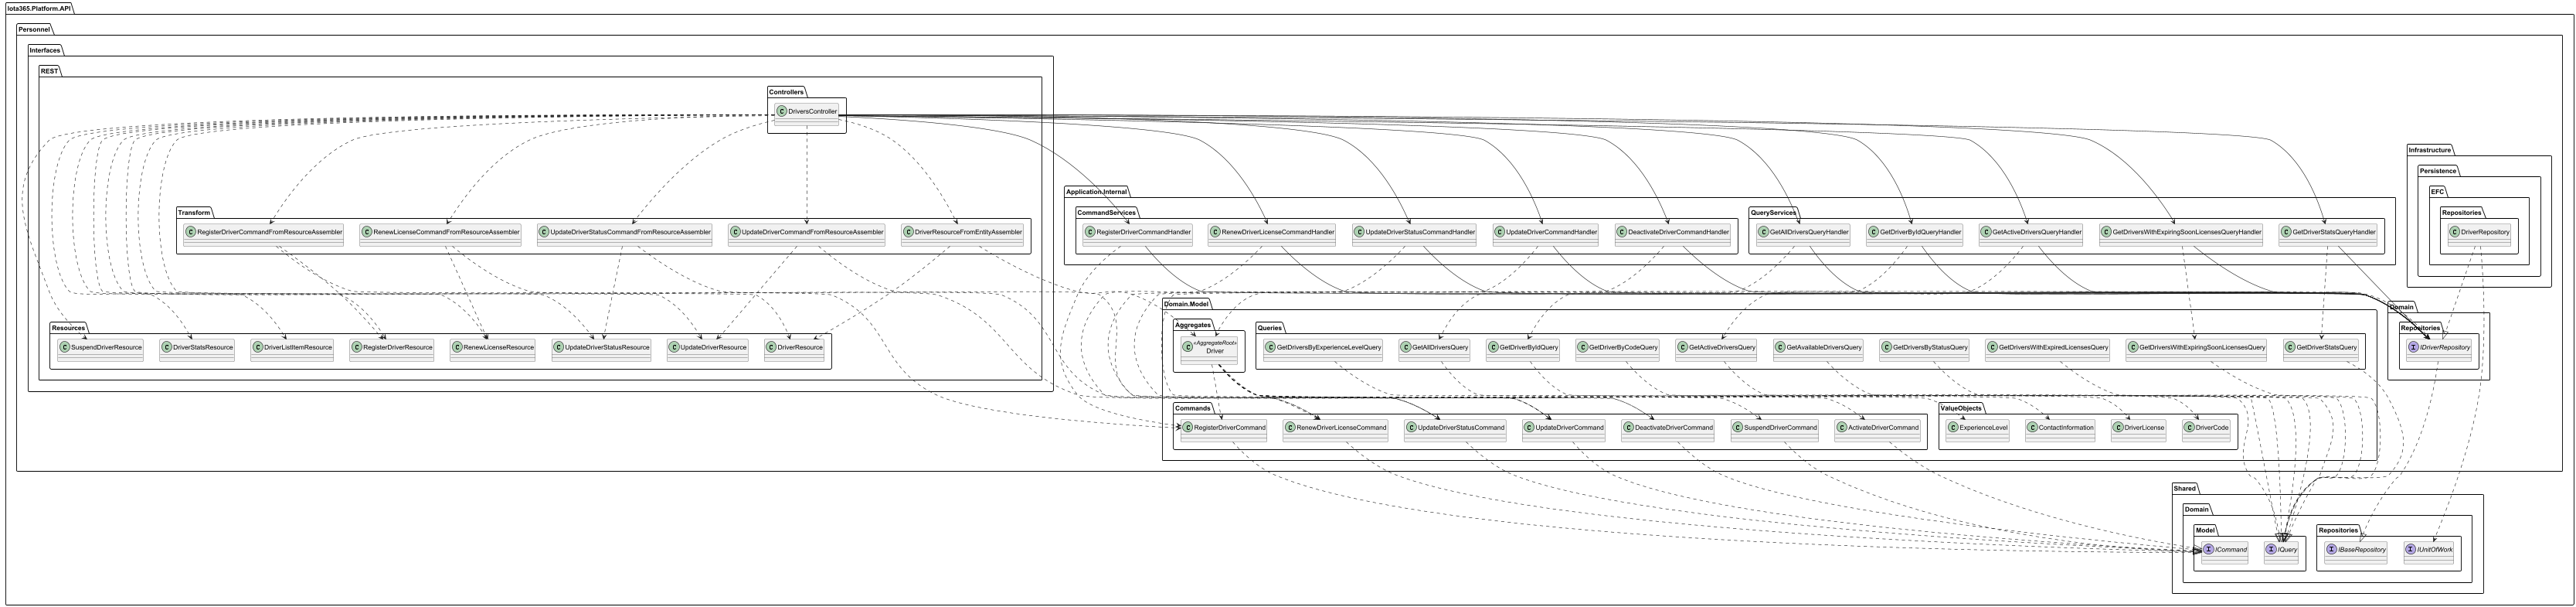 Iota365.Platform.API
Personnel
Interfaces
REST
Controllers
C DriversController
Infrastructure
Persistence
EFC
Repositories
C DriverRepository
Application.Internal
Transform
C RegisterDriverCommandFromResourceAssembler
C RenewLicenseCommandFromResourceAssembler
C UpdateDriverStatusCommandFromResourceAssembler
C UpdateDriverCommandFromResourceAssembler
C DriverResourceFromEntityAssembler
CommandServices
C RegisterDriverCommandHandler
C RenewDriverLicenseCommandHandler
C UpdateDriverStatusCommandHandler
C UpdateDriverCommandHandler
C DeactivateDriverCommandHandler
QueryServices
C GetAllDriversQueryHandler
C GetDriverByIdQueryHandler
C GetActiveDriversQueryHandler
C GetDriversWithExpiringSoonLicensesQueryHandler
C GetDriverStatsQueryHandler
Resources
C SuspendDriverResource
C DriverStatsResource
C DriverListItemResource
C RegisterDriverResource
C RenewLicenseResource
C UpdateDriverStatusResource
C UpdateDriverResource
C DriverResource
Domain.Model
Aggregates
C «AggregateRoot»
Driver
Queries
C GetDriversByExperienceLevelQuery
C GetAllDriversQuery
C GetDriverByIdQuery
C GetDriverByCodeQuery
C GetActiveDriversQuery
C GetAvailableDriversQuery
C GetDriversByStatusQuery
C GetDriversWithExpiredLicensesQuery
C GetDriversWithExpiringSoonLicensesQuery
C GetDriverStatsQuery
Domain
Repositories
I IDriverRepository
Commands
C RegisterDriverCommand
C RenewDriverLicenseCommand
C UpdateDriverStatusCommand
C UpdateDriverCommand
C DeactivateDriverCommand
C SuspendDriverCommand
C ActivateDriverCommand
ValueObjects
C ExperienceLevel
C ContactInformation
C DriverLicense
C DriverCode
Shared
Domain
Model
I ICommand
I IQuery
Repositories
I IBaseRepository
I IUnitOfWork